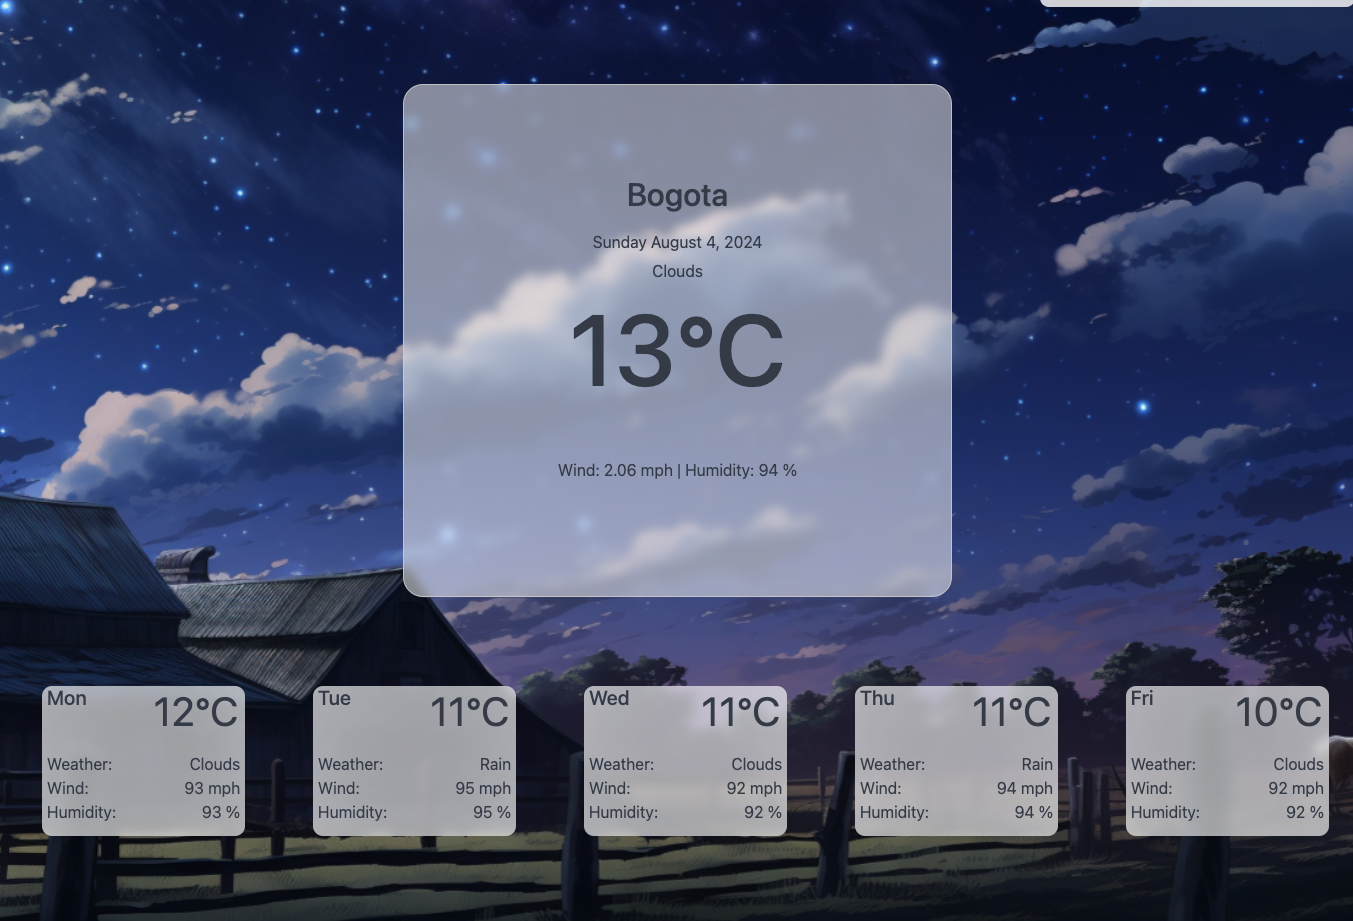 Bogota
Sunday August 4, 2024
Clouds
13°C
Wind: 2.06 mph | Humidity: 94 %
Mon 12°C
Weather: Clouds
Wind: 93 mph
Humidity: 93 %
Tue 11°C
Weather: Rain
Wind: 95 mph
Humidity: 95 %
Wed 11°C
Weather: Clouds
Wind: 92 mph
Humidity: 92 %
Thu 11°C
Weather: Rain
Wind: 94 mph
Humidity: 94 %
Fri 10°C
Weather: Clouds
Wind: 92 mph
Humidity: 92 %